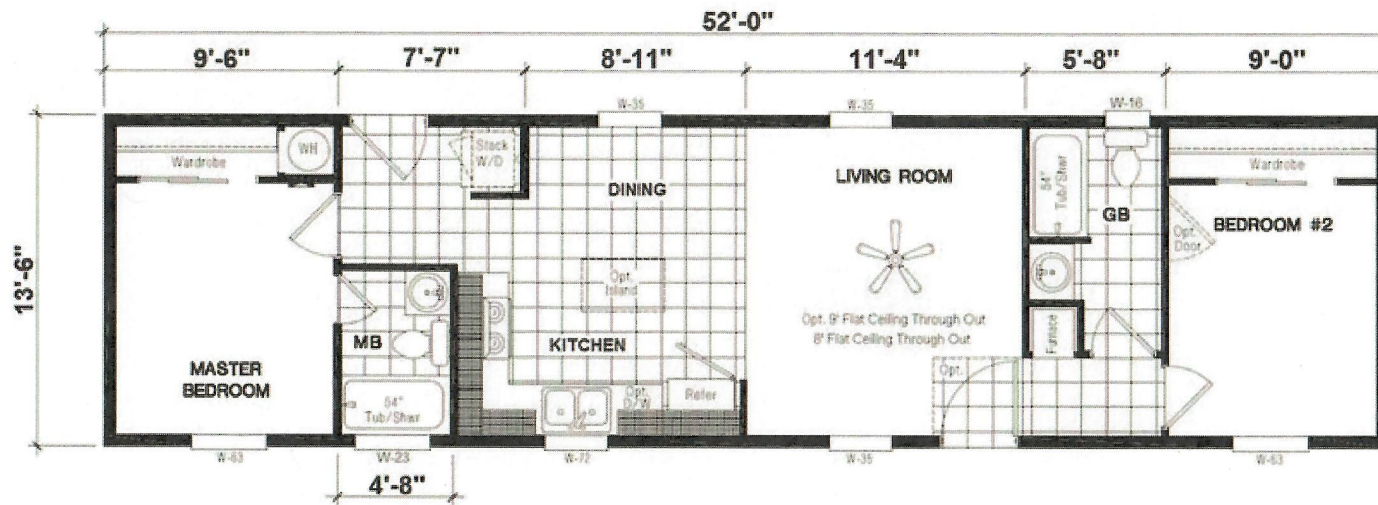 52'-0"
9'-6"
7'-7"
8'-11"
11'-4"
5'-8"
9'-0"
W-35
W-35
W-16
Wardrobe
WH
Stack
W/D
DINING
LIVING ROOM
54"
Tub/Shwr
GB
Wardrobe
BEDROOM #2
Opt.
Door
13'-6"
Opt.
Island
Opt. 9' Flat Ceiling Through Out
8' Flat Ceiling Through Out
MB
KITCHEN
Furnace
MASTER
BEDROOM
54"
Tub/Shwr
Opt.
D/W
Refer
Opt.
W-63
W-23
W-72
W-35
W-63
4'-8"